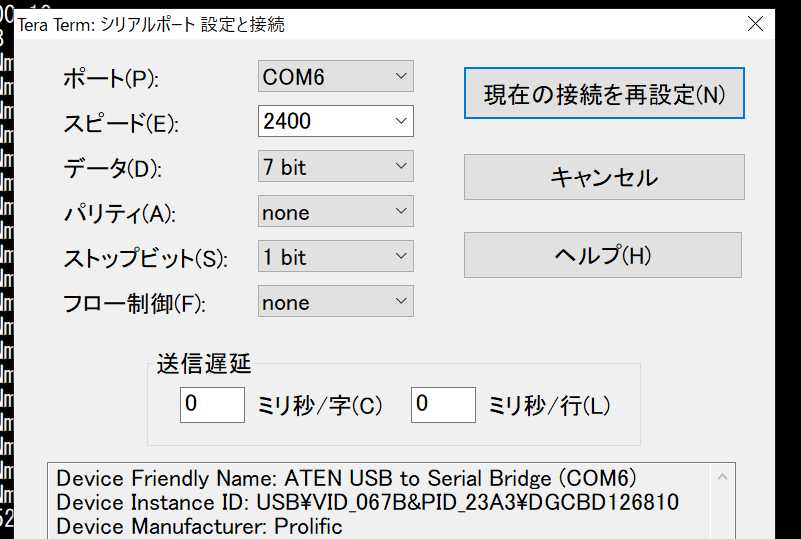 Tera Term: シリアルポート 設定と接続
ポート(P):
COM6
現在の接続を再設定(N)
スピード(E):
2400
データ(D):
7 bit
キャンセル
パリティ(A):
none
ストップビット(S):
1 bit
ヘルプ(H)
フロー制御(F):
none
送信遅延
0
ミリ秒/字(C)
0
ミリ秒/行(L)
Device Friendly Name: ATEN USB to Serial Bridge (COM6)
Device Instance ID: USB¥VID_067B&PID_23A3¥DGCBD126810
Device Manufacturer: Prolific